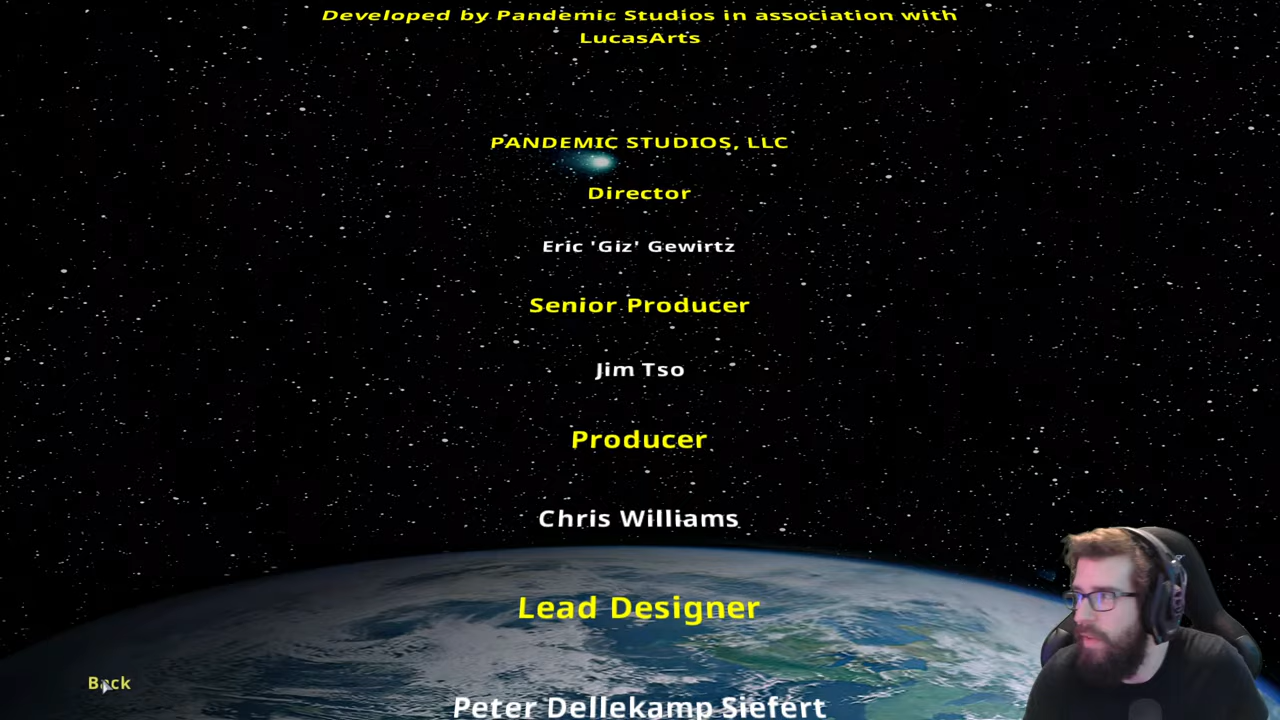 Developed by Pandemic Studios in association with
LucasArts
PANDEMIC STUDIOS, LLC
Director
Eric 'Giz' Gewirtz
Senior Producer
Jim Tso
Producer
Chris Williams
Lead Designer
Back
Peter Dellekamp Siefert